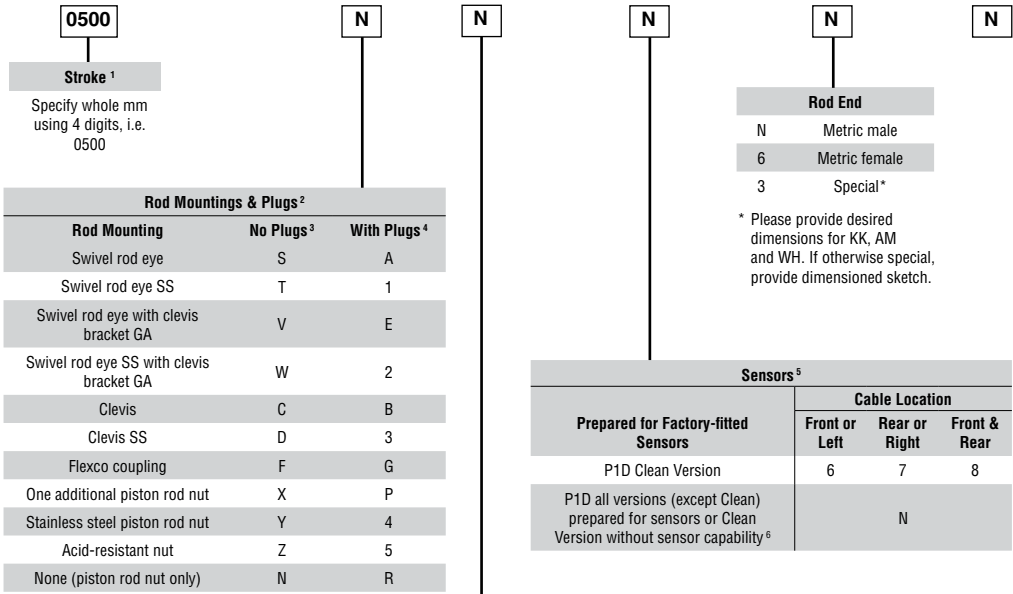 0500 N N N N N
Stroke ¹
Specify whole mm
using 4 digits, i.e.
0500
Rod End
N Metric male
6 Metric female
3 Special*
* Please provide desired
dimensions for KK, AM
and WH. If otherwise special,
provide dimensioned sketch.
Rod Mountings & Plugs ²
Rod Mounting No Plugs ³ With Plugs ⁴
Swivel rod eye S A
Swivel rod eye SS T 1
Swivel rod eye with clevis
bracket GA V E
Swivel rod eye SS with clevis
bracket GA W 2
Clevis C B
Clevis SS D 3
Flexco coupling F G
One additional piston rod nut X P
Stainless steel piston rod nut Y 4
Acid-resistant nut Z 5
None (piston rod nut only) N R
Sensors ⁵
Cable Location
Prepared for Factory-fitted
Sensors
Front or
Left
Rear or
Right
Front &
Rear
P1D Clean Version 6 7 8
P1D all versions (except Clean)
prepared for sensors or Clean
Version without sensor capability ⁶
N